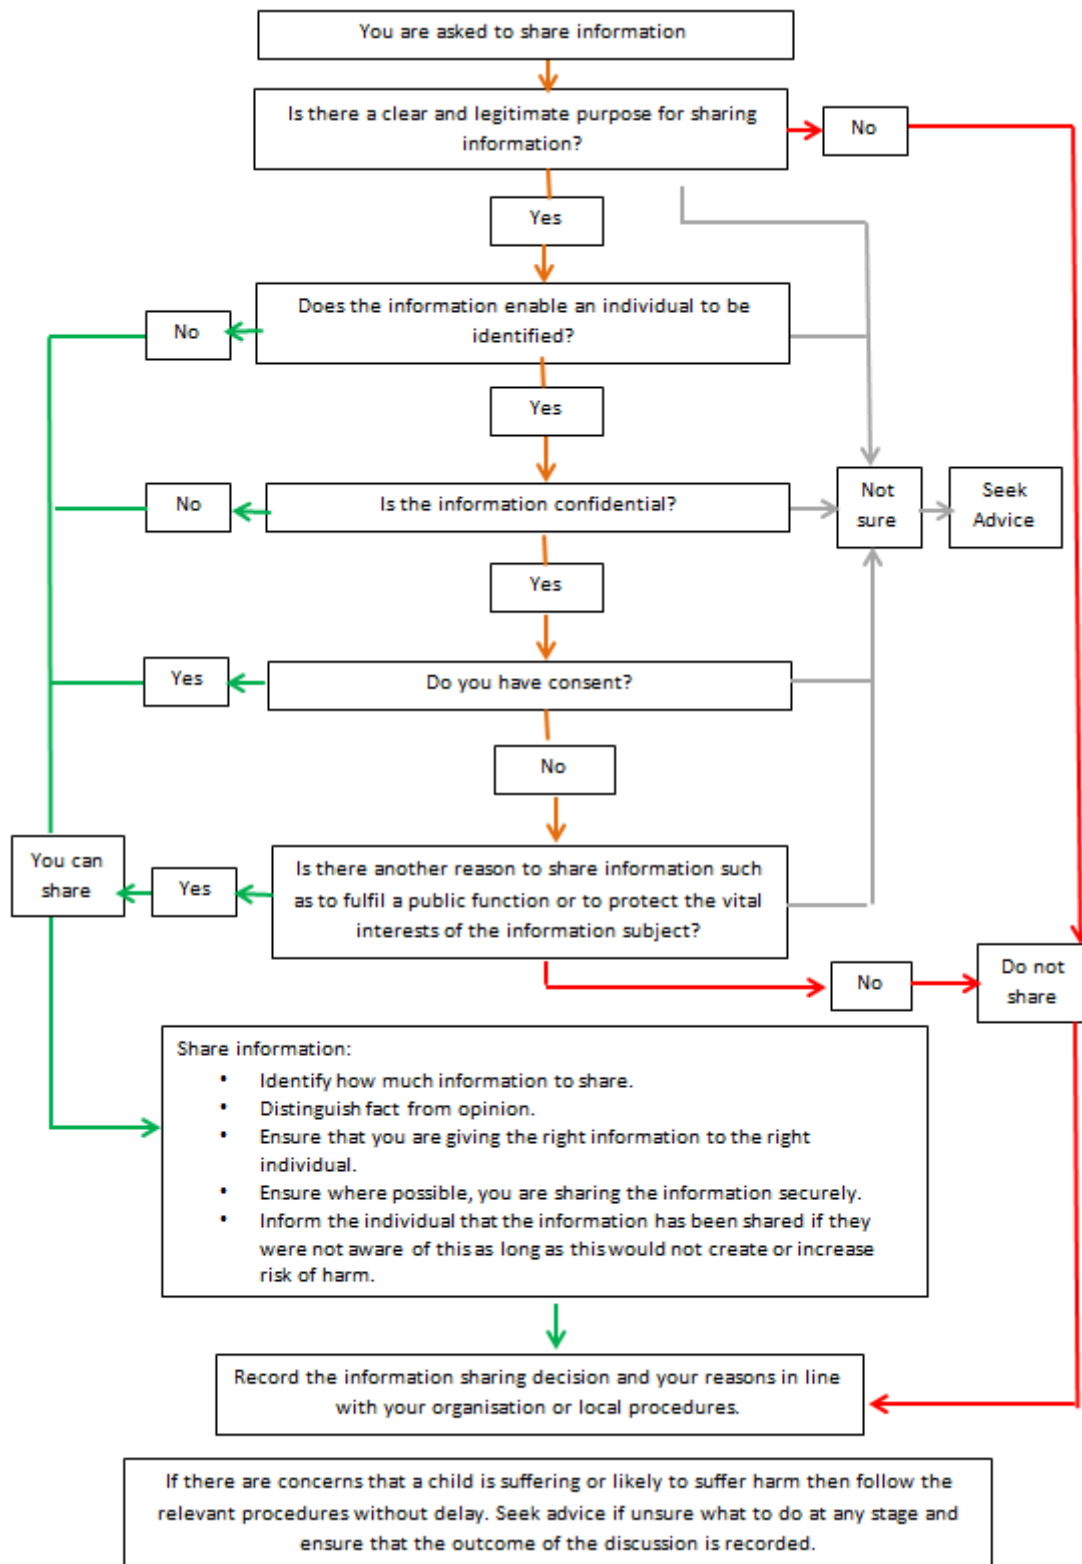 You are asked to share information
Is there a clear and legitimate purpose for sharing
information?
No
Yes
Does the information enable an individual to be
identified?
No
Yes
Is the information confidential?
No
Not
sure
Seek
Advice
Yes
Do you have consent?
Yes
No
Is there another reason to share information such
as to fulfil a public function or to protect the vital
interests of the information subject?
Yes
You can
share
No
Do not
share
Share information:
• Identify how much information to share.
• Distinguish fact from opinion.
• Ensure that you are giving the right information to the right
individual.
• Ensure where possible, you are sharing the information securely.
• Inform the individual that the information has been shared if they
were not aware of this as long as this would not create or increase
risk of harm.
Record the information sharing decision and your reasons in line
with your organisation or local procedures.
If there are concerns that a child is suffering or likely to suffer harm then follow the
relevant procedures without delay. Seek advice if unsure what to do at any stage and
ensure that the outcome of the discussion is recorded.